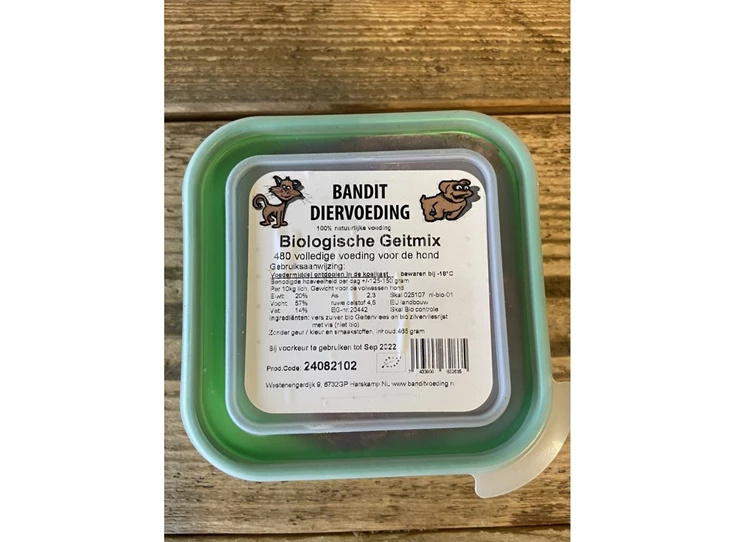 BANDIT
DIERVOEDING
100% natuurlijke voeding
Biologische Geitmix
480 volledige voeding voor de hond
Gebruiksaanwijzing:
Voedermiddel ontdooien in de koelkast bewaren bij -18°C
Benodigde hoeveelheid per dag +/-125-150 gram
Per 10kg lich. Gewicht voor de volwassen hond
Eiwit: 20% As 2,3 Skal 025107 nl-bio-01
Vocht: 57% ruwe celstof 4,6 EU landbouw
Vet: 14% EG-nr. 20442 Skal Bio controle
Ingrediënten: vers zuiver bio Geitenvlees en bio zilvervliesrijst
met vis (niet bio)
Zonder geur / kleur en smaakstoffen, inhoud 465 gram
Bij voorkeur te gebruiken tot Sep 2022
Prod.Code: 24082102
Westenengerdijk 9, 6732GP Harskamp NL www.banditvoeding.nl